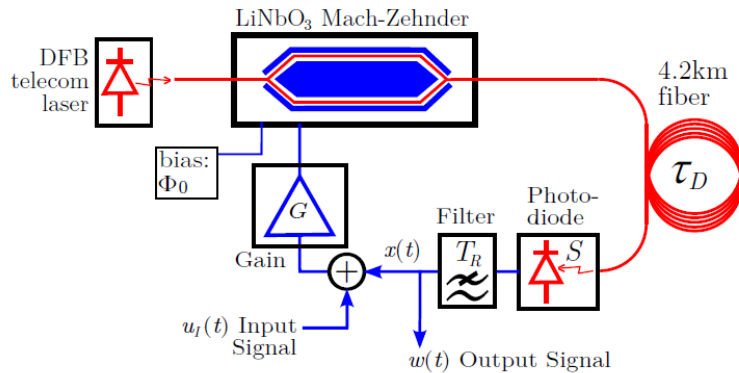 LiNbO3 Mach-Zehnder
DFB
telecom
laser
4.2km
fiber
τD
bias:
Φ0
G
Gain
Photo-
diode
S
Filter
TR
x(t)
+
uI(t) Input
Signal
w(t) Output Signal